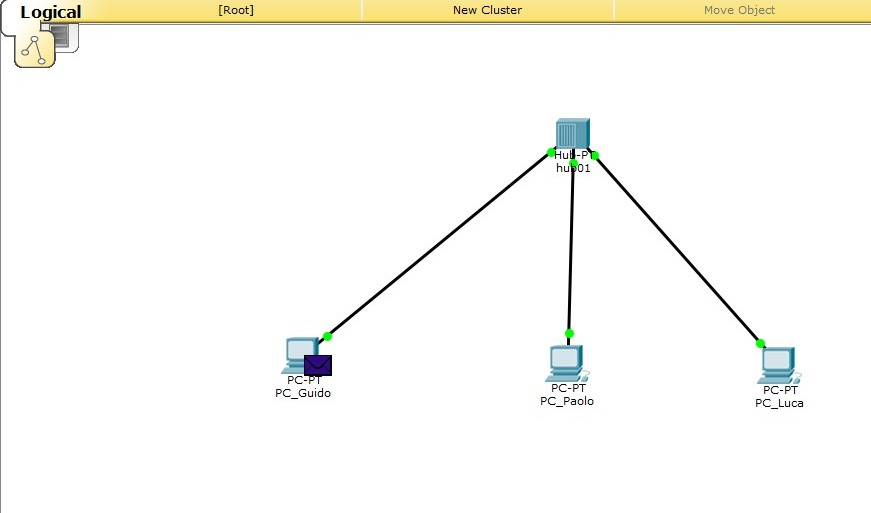 Logical
[Root]
New Cluster
Move Object
Hub-PT
hub01
PC-PT
PC_Guido
PC-PT
PC_Paolo
PC-PT
PC_Luca